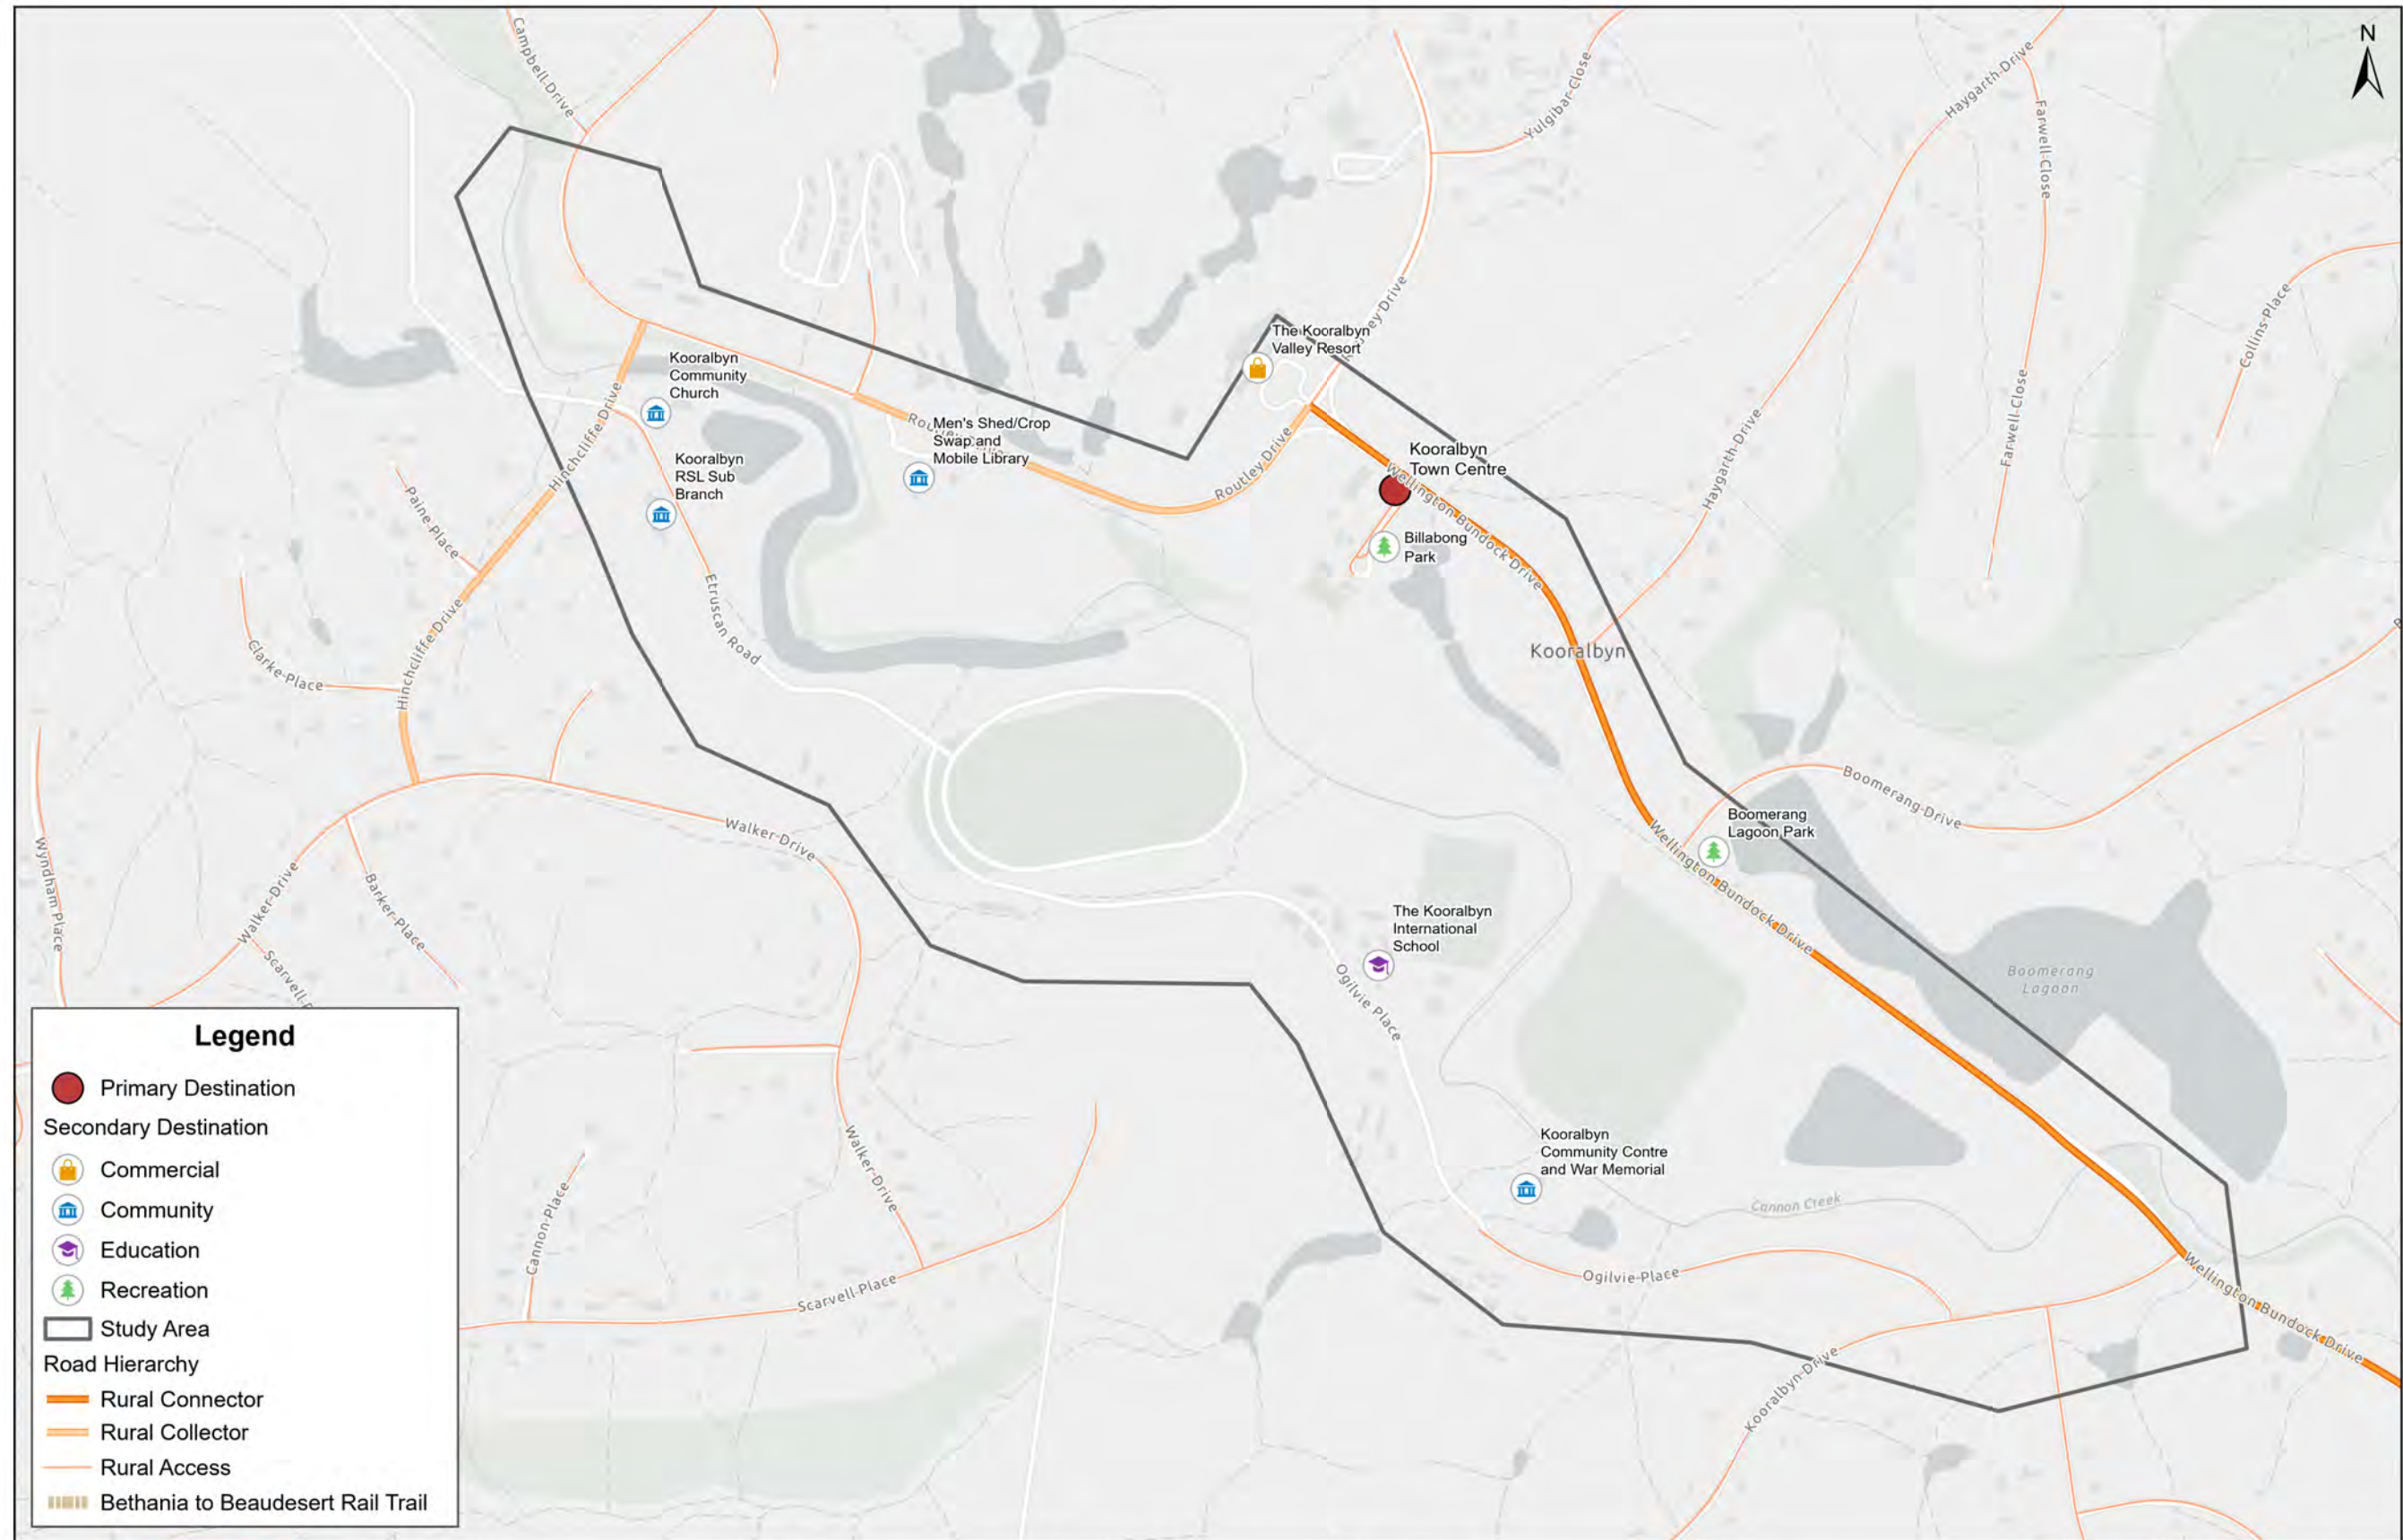 N
Campbell Drive
Yulgibar Close
Haygarth Drive
Farwell Close
Collins Place
The Kooralbyn
Valley Resort
Kooralbyn
Community
Church
Hinchcliffe Drive
Men's Shed/Crop
Swap and
Mobile Library
Routley Drive
Kooralbyn
Town Centre
Wellington Bundock Drive
Haygarth Drive
Farwell Close
Kooralbyn
RSL Sub
Branch
Billabong
Park
Paine Place
Etruscan Road
Hinchcliffe Drive
Clarke Place
Kooralbyn
Boomerang Drive
Boomerang
Lagoon Park
Wellington Bundock Drive
Walker Drive
Wyndham Place
Walker Drive
Barker Place
The Kooralbyn
International
School
Ogilvie Place
Boomerang
Lagoon
Kooralbyn
Community Contre
and War Memorial
Cannon Creek
Walker Drive
Cannon Place
Scarvell Place
Ogilvie Place
Wellington Bundock Drive
Kooralbyn Drive
Legend
Primary Destination
Secondary Destination
Commercial
Community
Education
Recreation
Study Area
Road Hierarchy
Rural Connector
Rural Collector
Rural Access
Bethania to Beaudesert Rail Trail